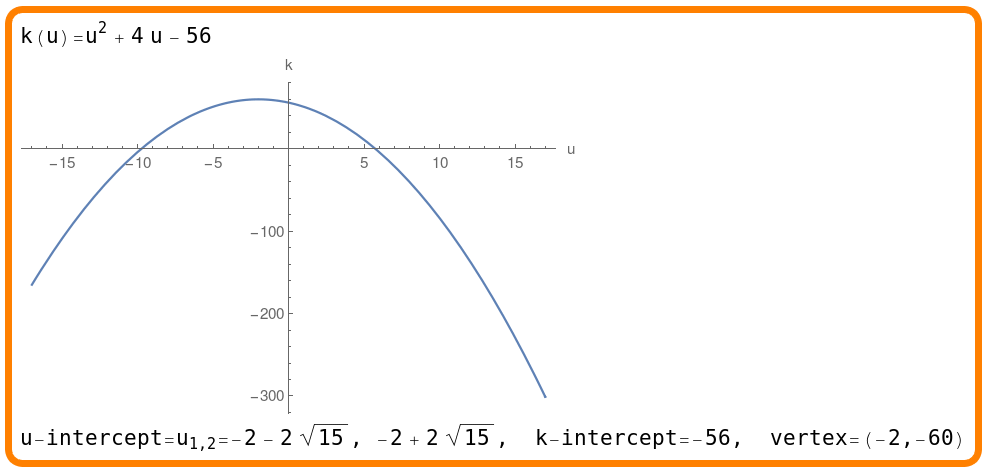 k(u)=u² + 4 u − 56
k
−15 −10 −5 5 10 15 u
−100
−200
−300
u−intercept=u₁,₂=−2 − 2 √15, −2 + 2 √15, k−intercept=−56, vertex=(−2,−60)